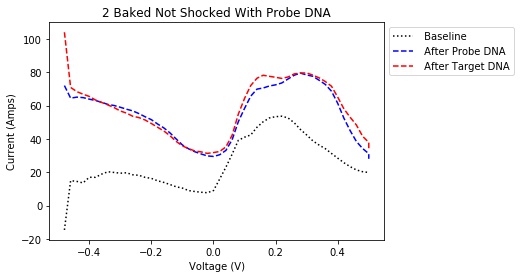 2 Baked Not Shocked With Probe DNA
Baseline
After Probe DNA
After Target DNA
Current (Amps)
100
80
60
40
20
0
−20
−0.4
−0.2
0.0
0.2
0.4
Voltage (V)